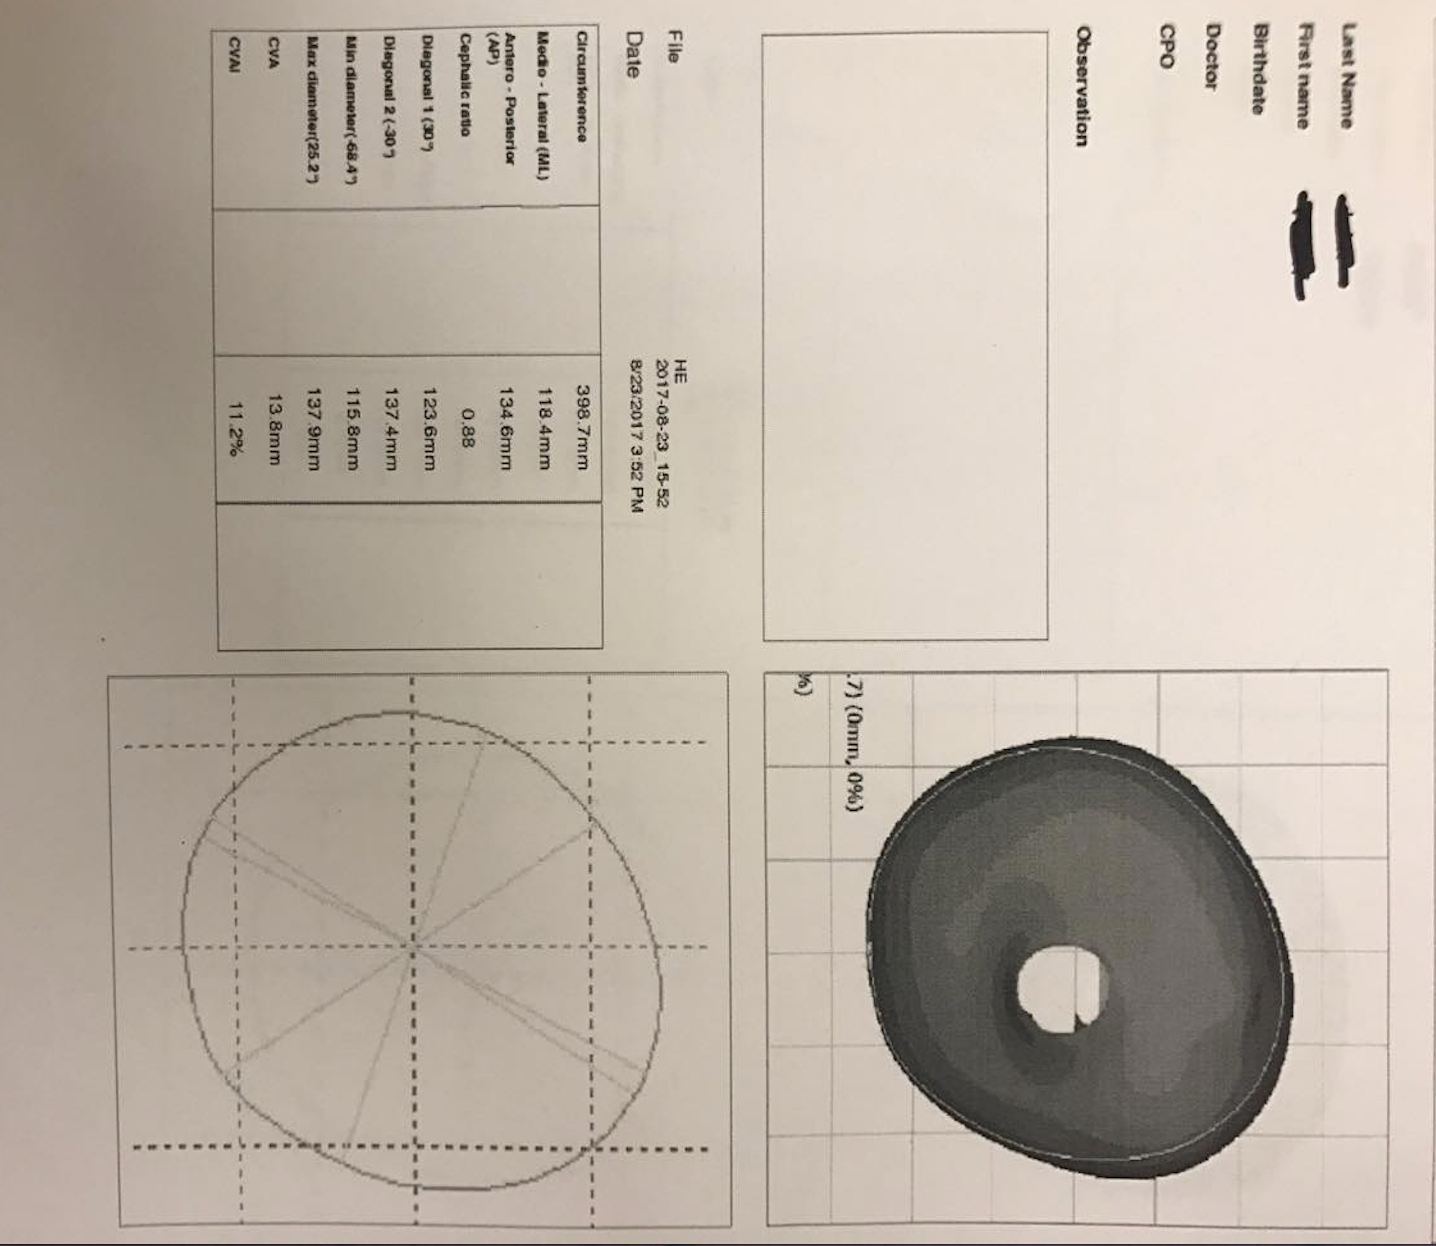 Last Name
First name
Birthdate
Doctor
CPO
Observation
.7) (0mm, 0%)
%)
File HE
2017-08-23_15-52
Date 8/23/2017 3:52 PM
Circumference 398.7mm
Medio - Lateral (ML) 118.4mm
Antero - Posterior
(AP) 134.6mm
Cephalic ratio 0.88
Diagonal 1 (30°) 123.6mm
Diagonal 2 (-30°) 137.4mm
Min diameter(-68.4°) 115.8mm
Max diameter(25.2°) 137.9mm
CVA 13.8mm
CVAI 11.2%